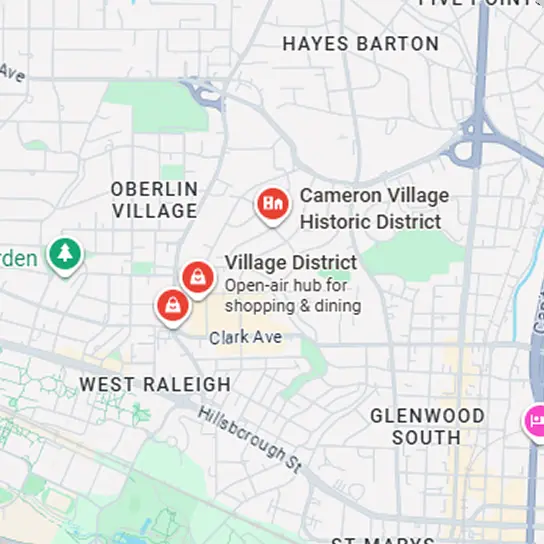 FIVE POINTS
HAYES BARTON
Ave
OBERLIN
VILLAGE
Cameron Village
Historic District
rden
Village District
Open-air hub for
shopping & dining
Clark Ave
WEST RALEIGH
Hillsborough St
GLENWOOD
SOUTH
ST MARYS